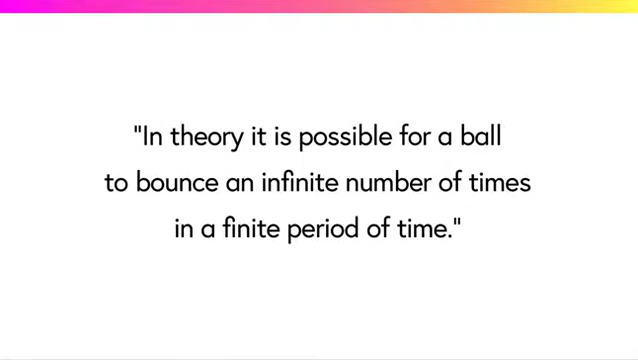 "In theory it is possible for a ball
to bounce an infinite number of times
in a finite period of time."